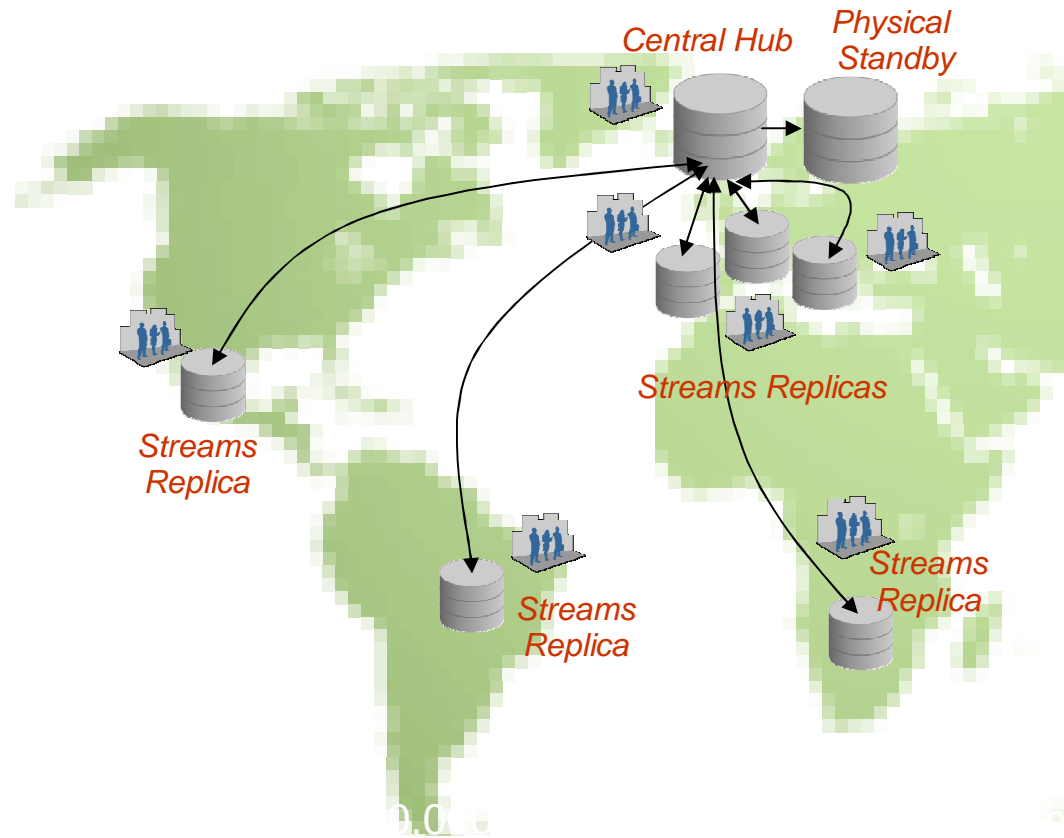 Central Hub
Physical
Standby
Streams Replicas
Streams
Replica
Streams
Replica
Streams
Replica